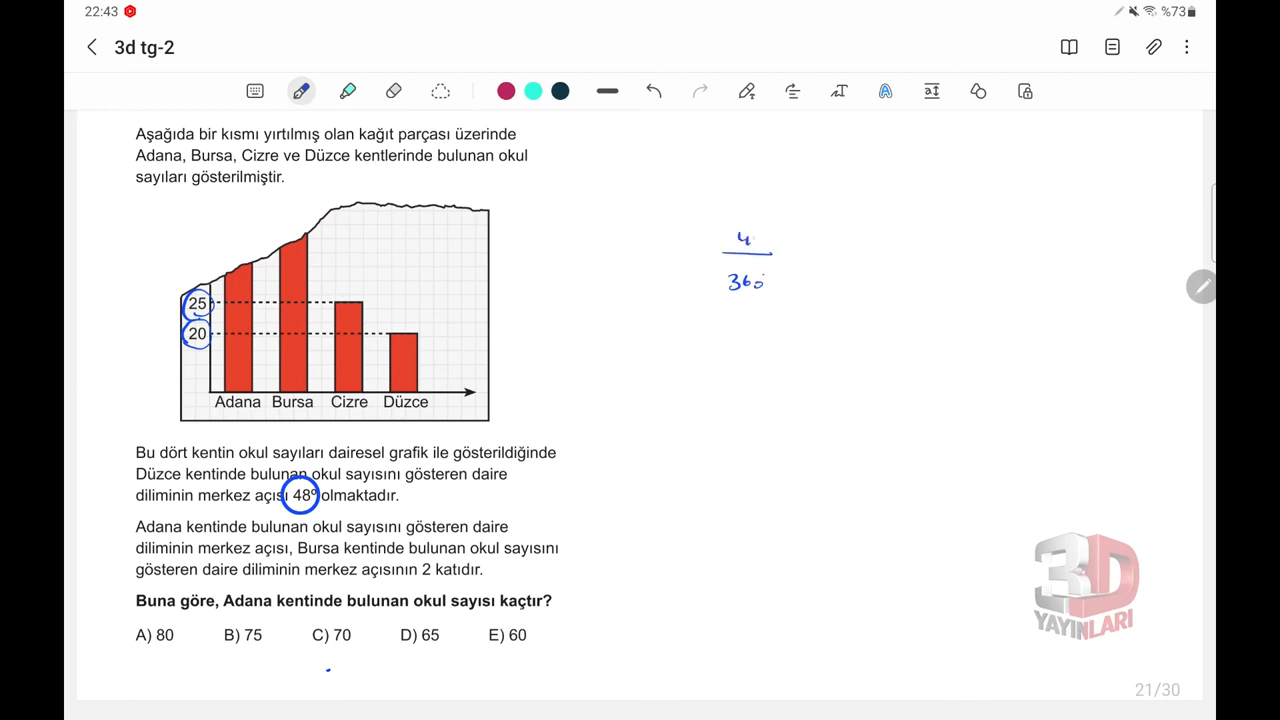 22:43
%73
3d tg-2
Aşağıda bir kısmı yırtılmış olan kağıt parçası üzerinde
Adana, Bursa, Cizre ve Düzce kentlerinde bulunan okul
sayıları gösterilmiştir.
4
360
25
20
Adana Bursa Cizre Düzce
Bu dört kentin okul sayıları dairesel grafik ile gösterildiğinde
Düzce kentinde bulunan okul sayısını gösteren daire
diliminin merkez açısı 48° olmaktadır.
Adana kentinde bulunan okul sayısını gösteren daire
diliminin merkez açısı, Bursa kentinde bulunan okul sayısını
gösteren daire diliminin merkez açısının 2 katıdır.
Buna göre, Adana kentinde bulunan okul sayısı kaçtır?
A) 80 B) 75 C) 70 D) 65 E) 60
3D
YAYINLARI
21/30